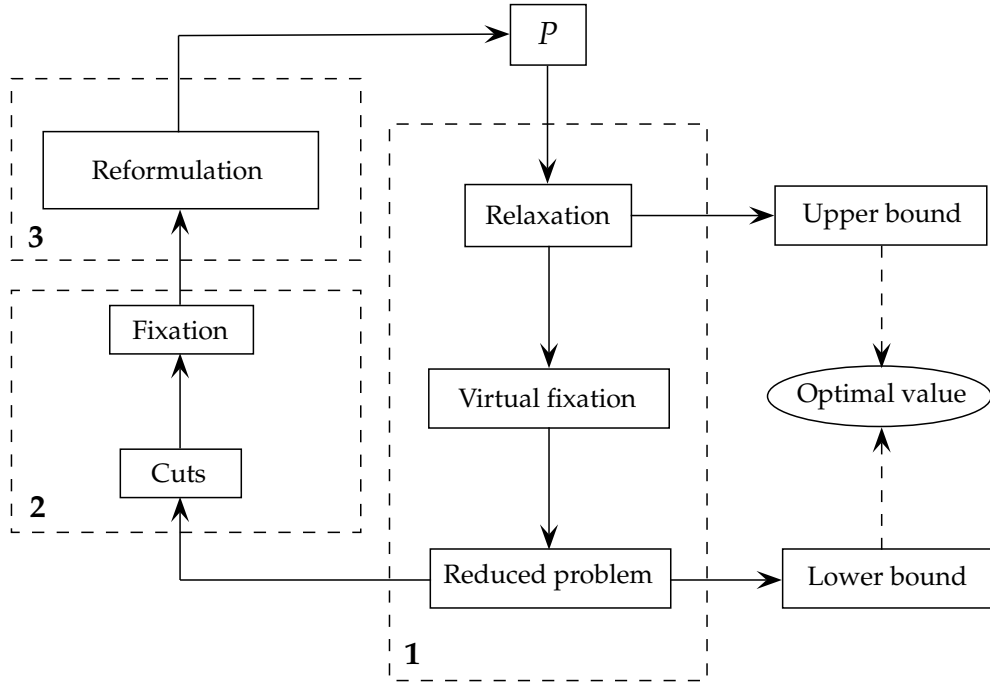 P
Reformulation
3
Relaxation
Upper bound
Fixation
Virtual fixation
Optimal value
Cuts
2
Reduced problem
Lower bound
1